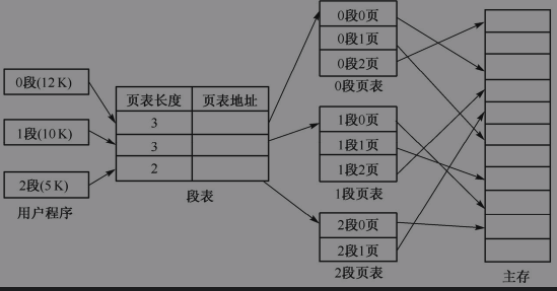 0段(12K)
1段(10K)
2段(5K)
用户程序
页表长度 页表地址
3
3
2
段表
0段0页
0段1页
0段2页
0段页表
1段0页
1段1页
1段2页
1段页表
2段0页
2段1页
2段页表
主存